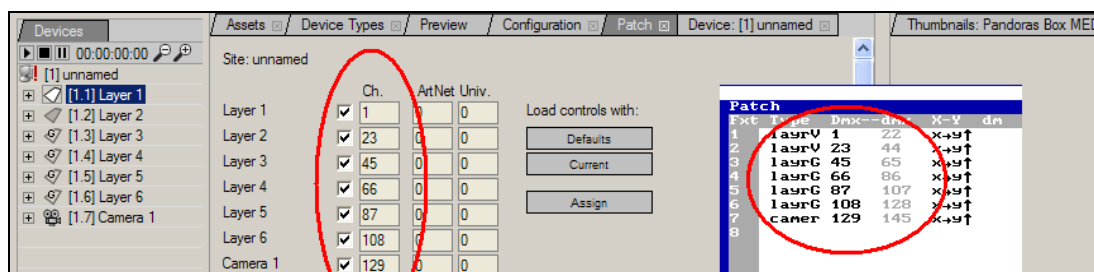 Devices
Assets Device Types Preview Configuration Patch Device: [1] unnamed Thumbnails: Pandoras Box MED
00:00:00:00
[1] unnamed
[1.1] Layer 1
[1.2] Layer 2
[1.3] Layer 3
[1.4] Layer 4
[1.5] Layer 5
[1.6] Layer 6
[1.7] Camera 1
Site: unnamed
Ch. ArtNet Univ.
Layer 1 1 0 0
Layer 2 23 0 0
Layer 3 45 0 0
Layer 4 66 0 0
Layer 5 87 0 0
Layer 6 108 0 0
Camera 1 129 0 0
Load controls with:
Defaults
Current
Assign
Patch
Fxt Type Dmx--dmx X-Y dm
1 layrV 1 22 x→y↑
2 layrV 23 44 x→y↑
3 layrG 45 65 x→y↑
4 layrG 66 86 x→y↑
5 layrG 87 107 x→y↑
6 layrG 108 128 x→y↑
7 camer 129 145 x→y↑
8